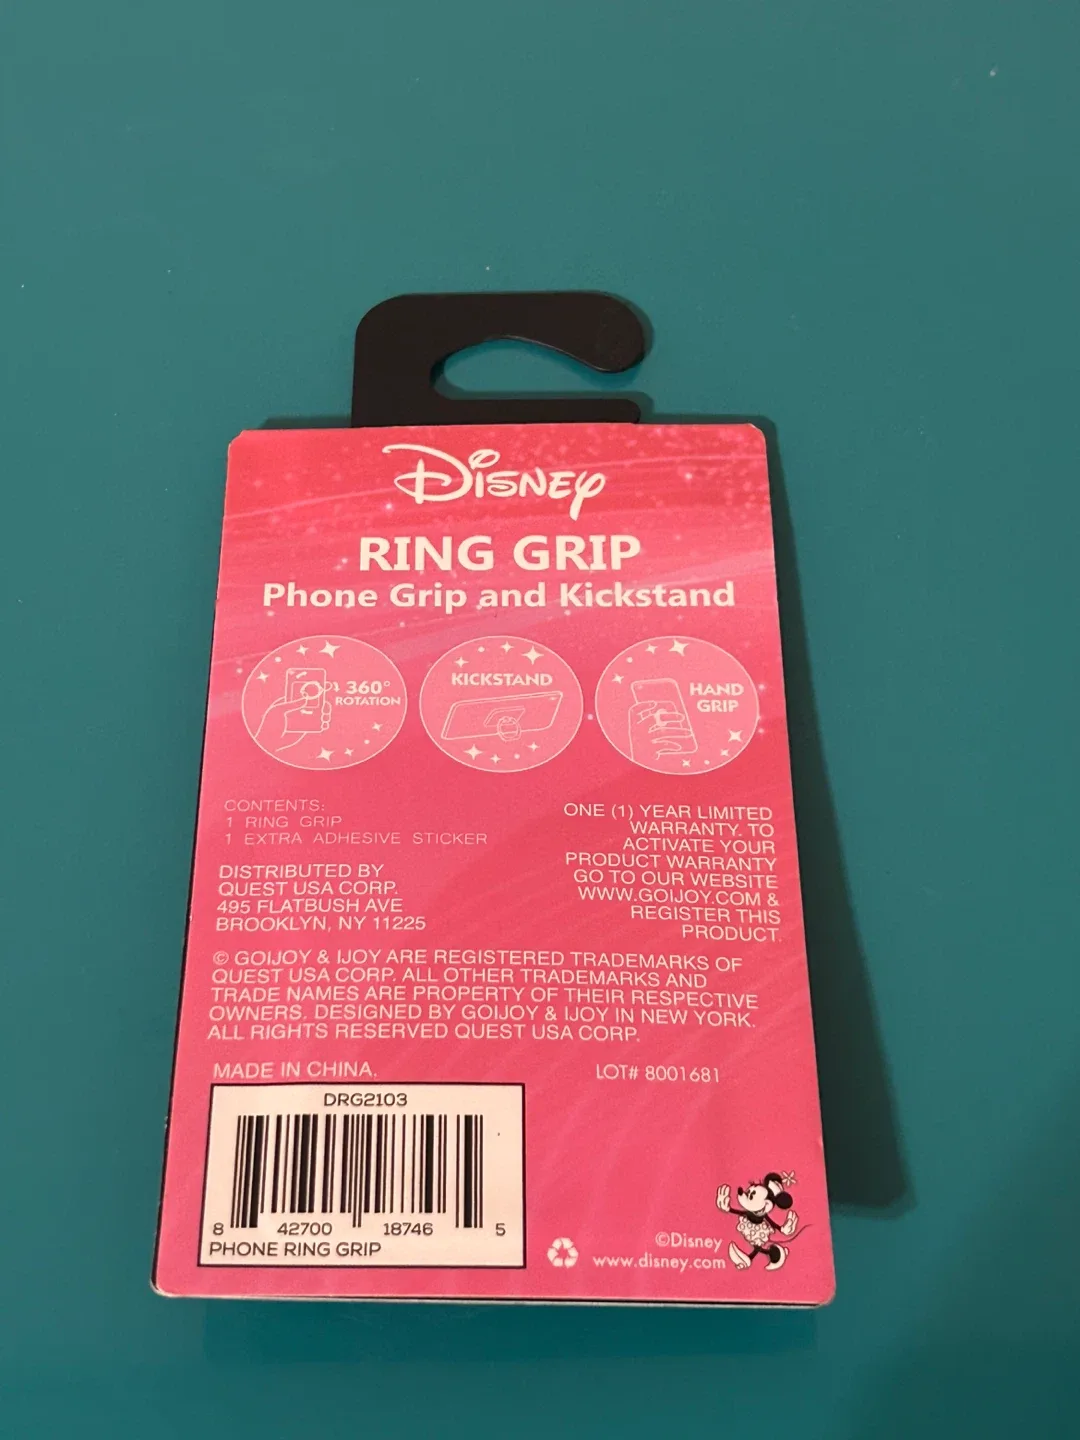 Disney
RING GRIP
Phone Grip and Kickstand
360°
ROTATION
KICKSTAND
HAND
GRIP
CONTENTS:
1 RING GRIP
1 EXTRA ADHESIVE STICKER
DISTRIBUTED BY
QUEST USA CORP.
495 FLATBUSH AVE
BROOKLYN, NY 11225
ONE (1) YEAR LIMITED
WARRANTY. TO
ACTIVATE YOUR
PRODUCT WARRANTY
GO TO OUR WEBSITE
WWW.GOIJOY.COM &
REGISTER THIS
PRODUCT.
© GOIJOY & IJOY ARE REGISTERED TRADEMARKS OF
QUEST USA CORP. ALL OTHER TRADEMARKS AND
TRADE NAMES ARE PROPERTY OF THEIR RESPECTIVE
OWNERS. DESIGNED BY GOIJOY & IJOY IN NEW YORK.
ALL RIGHTS RESERVED QUEST USA CORP.
MADE IN CHINA.
LOT# 8001681
DRG2103
8 42700 18746 5
PHONE RING GRIP
©Disney
www.disney.com